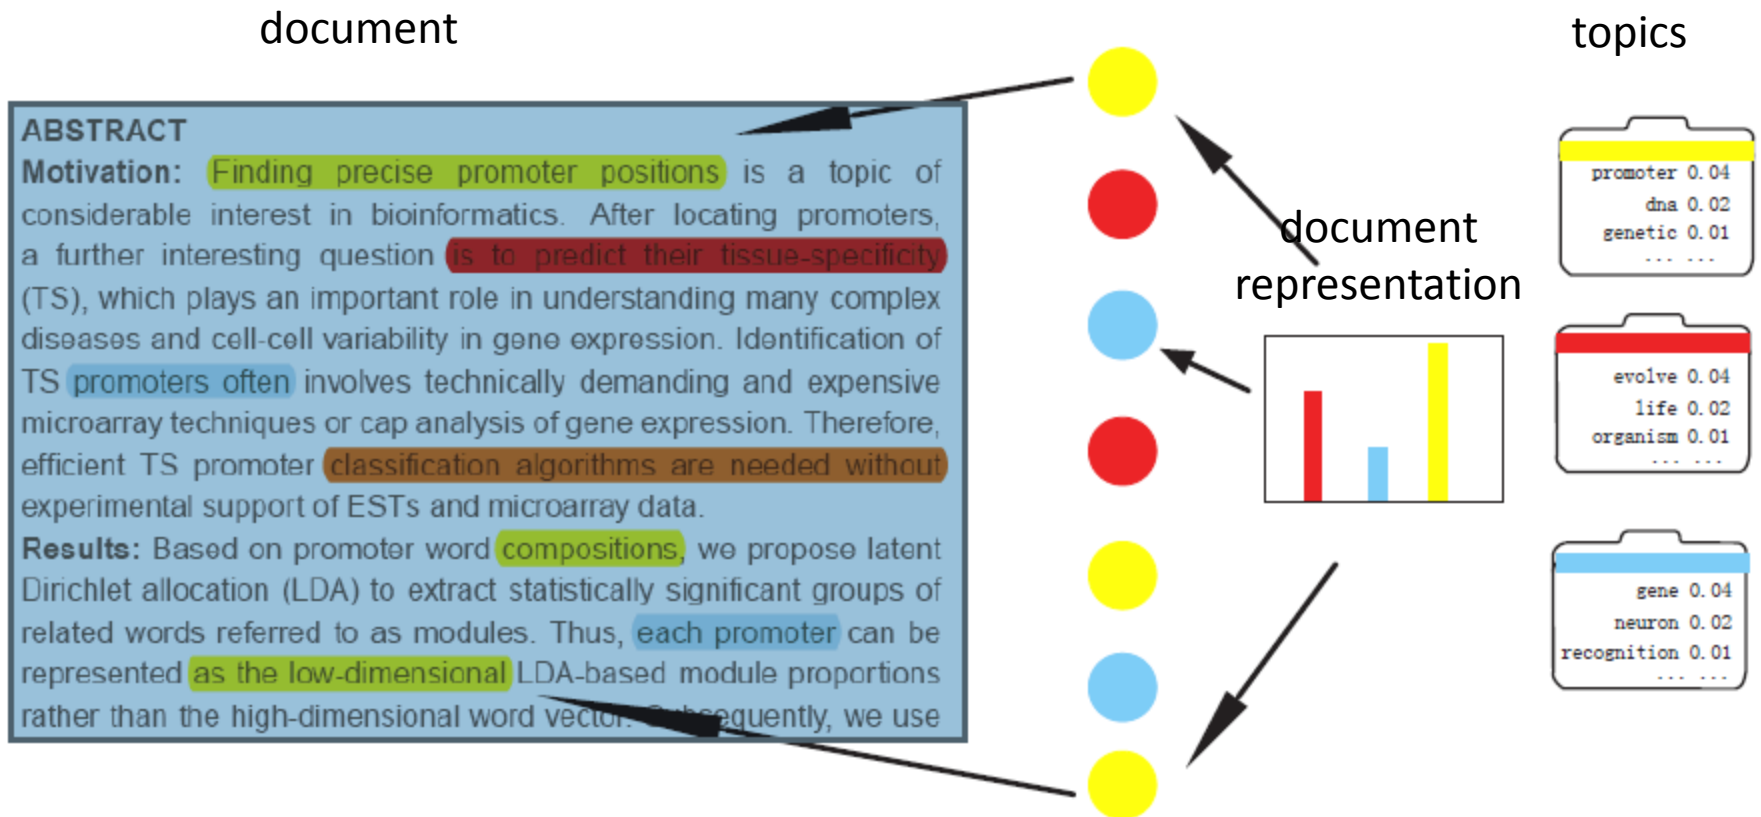 document
ABSTRACT
Motivation: Finding precise promoter positions is a topic of
considerable interest in bioinformatics. After locating promoters,
a further interesting question is to predict their tissue-specificity
(TS), which plays an important role in understanding many complex
diseases and cell-cell variability in gene expression. Identification of
TS promoters often involves technically demanding and expensive
microarray techniques or cap analysis of gene expression. Therefore,
efficient TS promoter classification algorithms are needed without
experimental support of ESTs and microarray data.
Results: Based on promoter word compositions, we propose latent
Dirichlet allocation (LDA) to extract statistically significant groups of
related words referred to as modules. Thus, each promoter can be
represented as the low-dimensional LDA-based module proportions
rather than the high-dimensional word vector. Subsequently, we use
document
representation
topics
promoter 0.04
dna 0.02
genetic 0.01
... ...
evolve 0.04
life 0.02
organism 0.01
... ...
gene 0.04
neuron 0.02
recognition 0.01
... ...